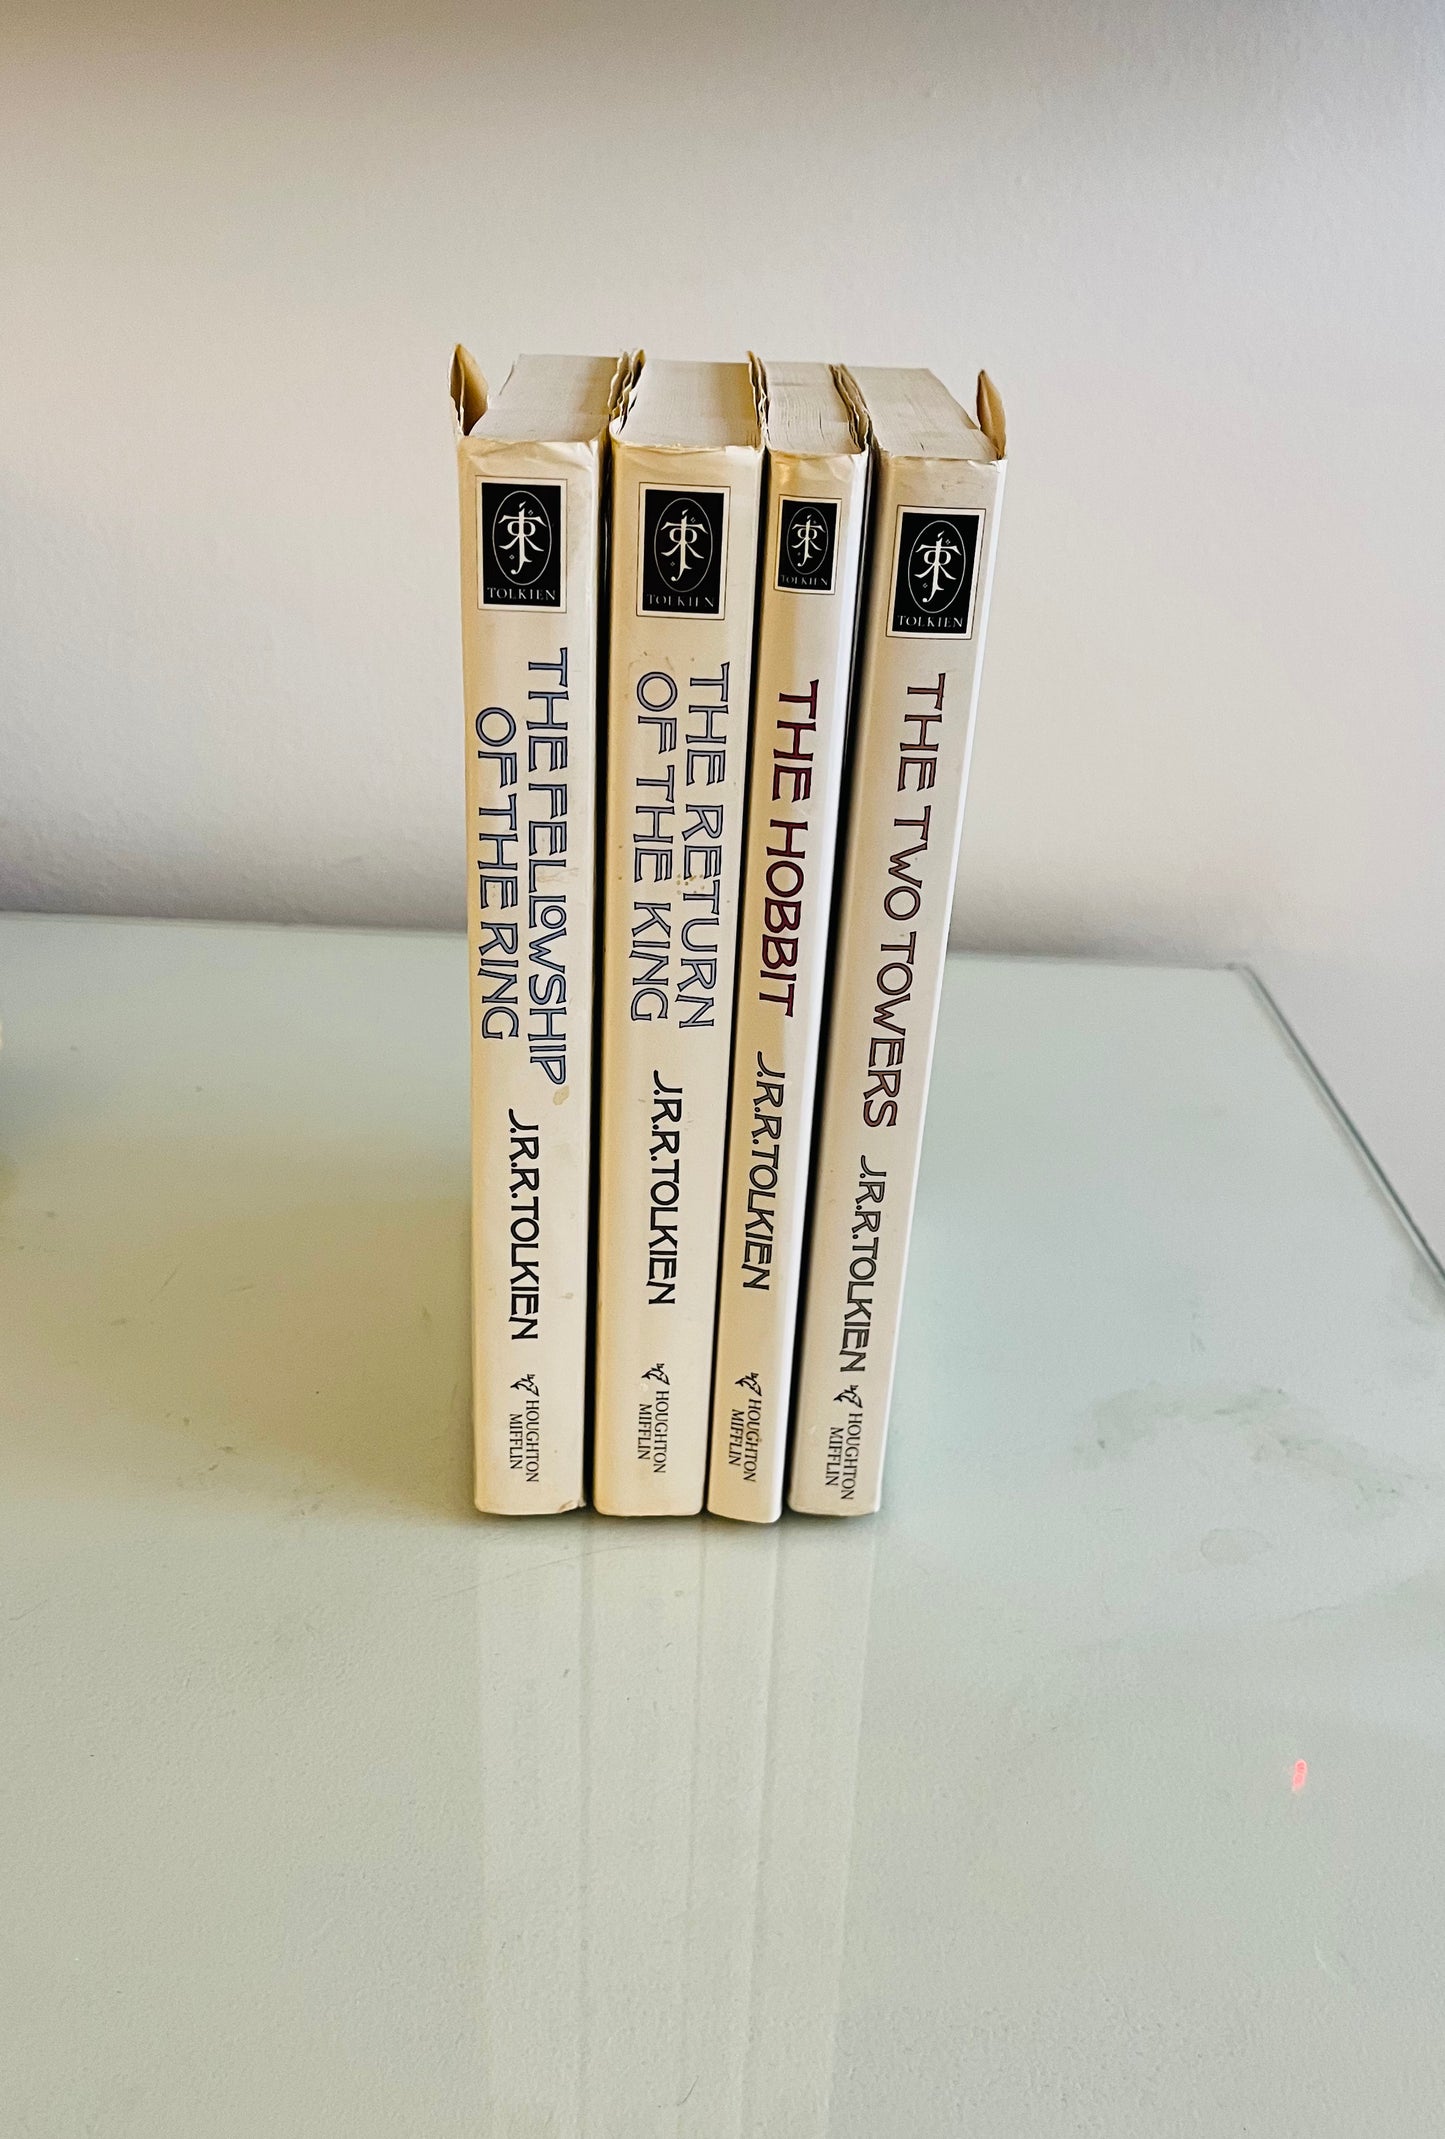 TOLKIEN
THE FELLOWSHIP
OF THE RING
J.R.R. TOLKIEN
HOUGHTON
MIFFLIN
TOLKIEN
THE RETURN
OF THE KING
J.R.R. TOLKIEN
HOUGHTON
MIFFLIN
TOLKIEN
THE HOBBIT
J.R.R. TOLKIEN
HOUGHTON
MIFFLIN
TOLKIEN
THE TWO TOWERS
J.R.R. TOLKIEN
HOUGHTON
MIFFLIN